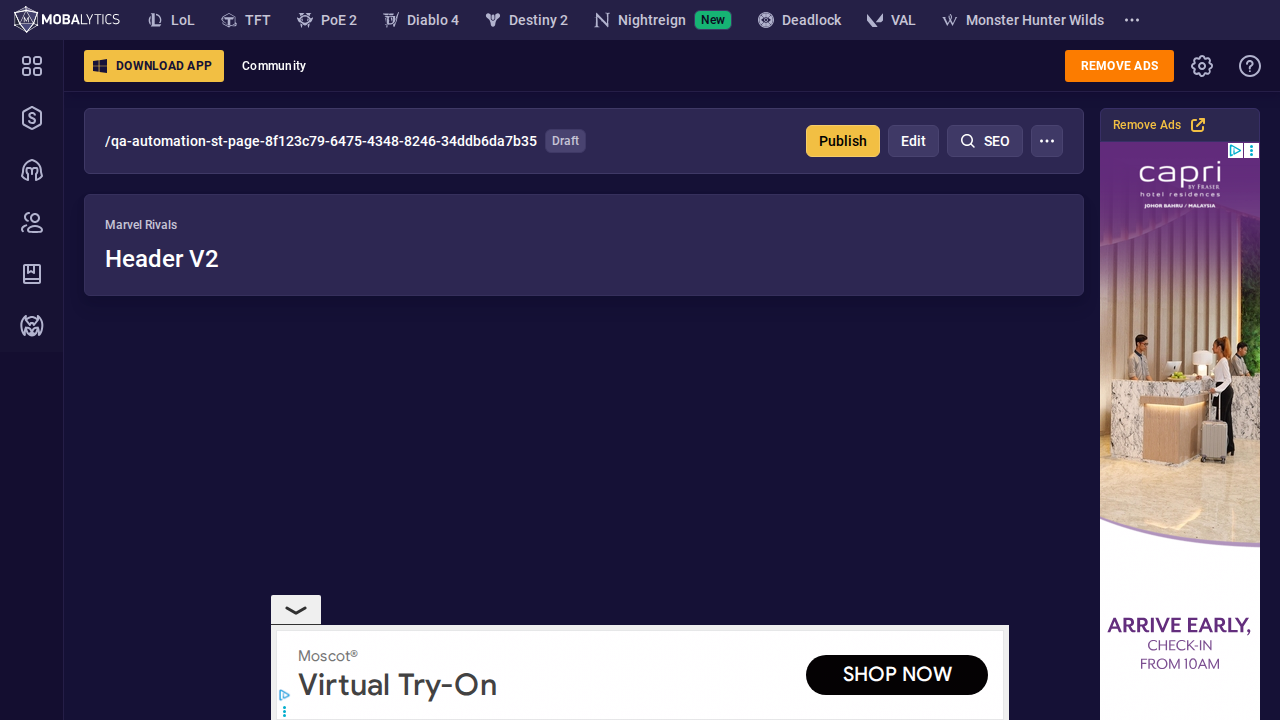 MOBALYTICS
LoL
TFT
PoE 2
Diablo 4
Destiny 2
Nightreign
New
Deadlock
VAL
Monster Hunter Wilds
DOWNLOAD APP
Community
REMOVE ADS
/qa-automation-st-page-8f123c79-6475-4348-8246-34ddb6da7b35
Draft
Publish
Edit
SEO
Remove Ads
Marvel Rivals
Header V2
capri
BY FRASER
hotel residences
JOHOR BAHRU / MALAYSIA
ARRIVE EARLY,
CHECK-IN
FROM 10AM
Moscot®
Virtual Try-On
SHOP NOW